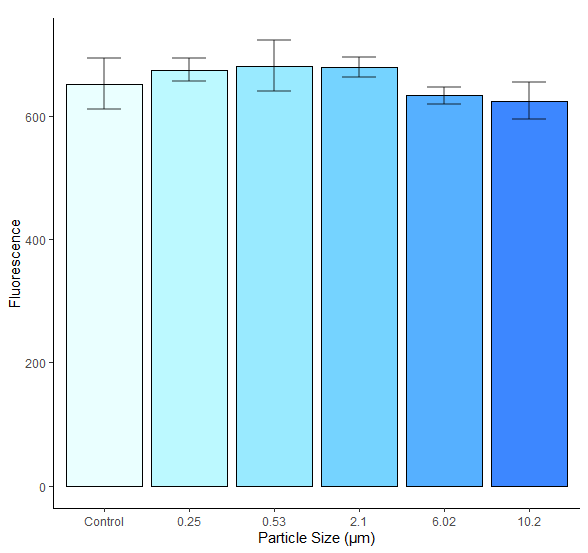 Fluorescence
600
400
200
0
Control 0.25 0.53 2.1 6.02 10.2
Particle Size (μm)